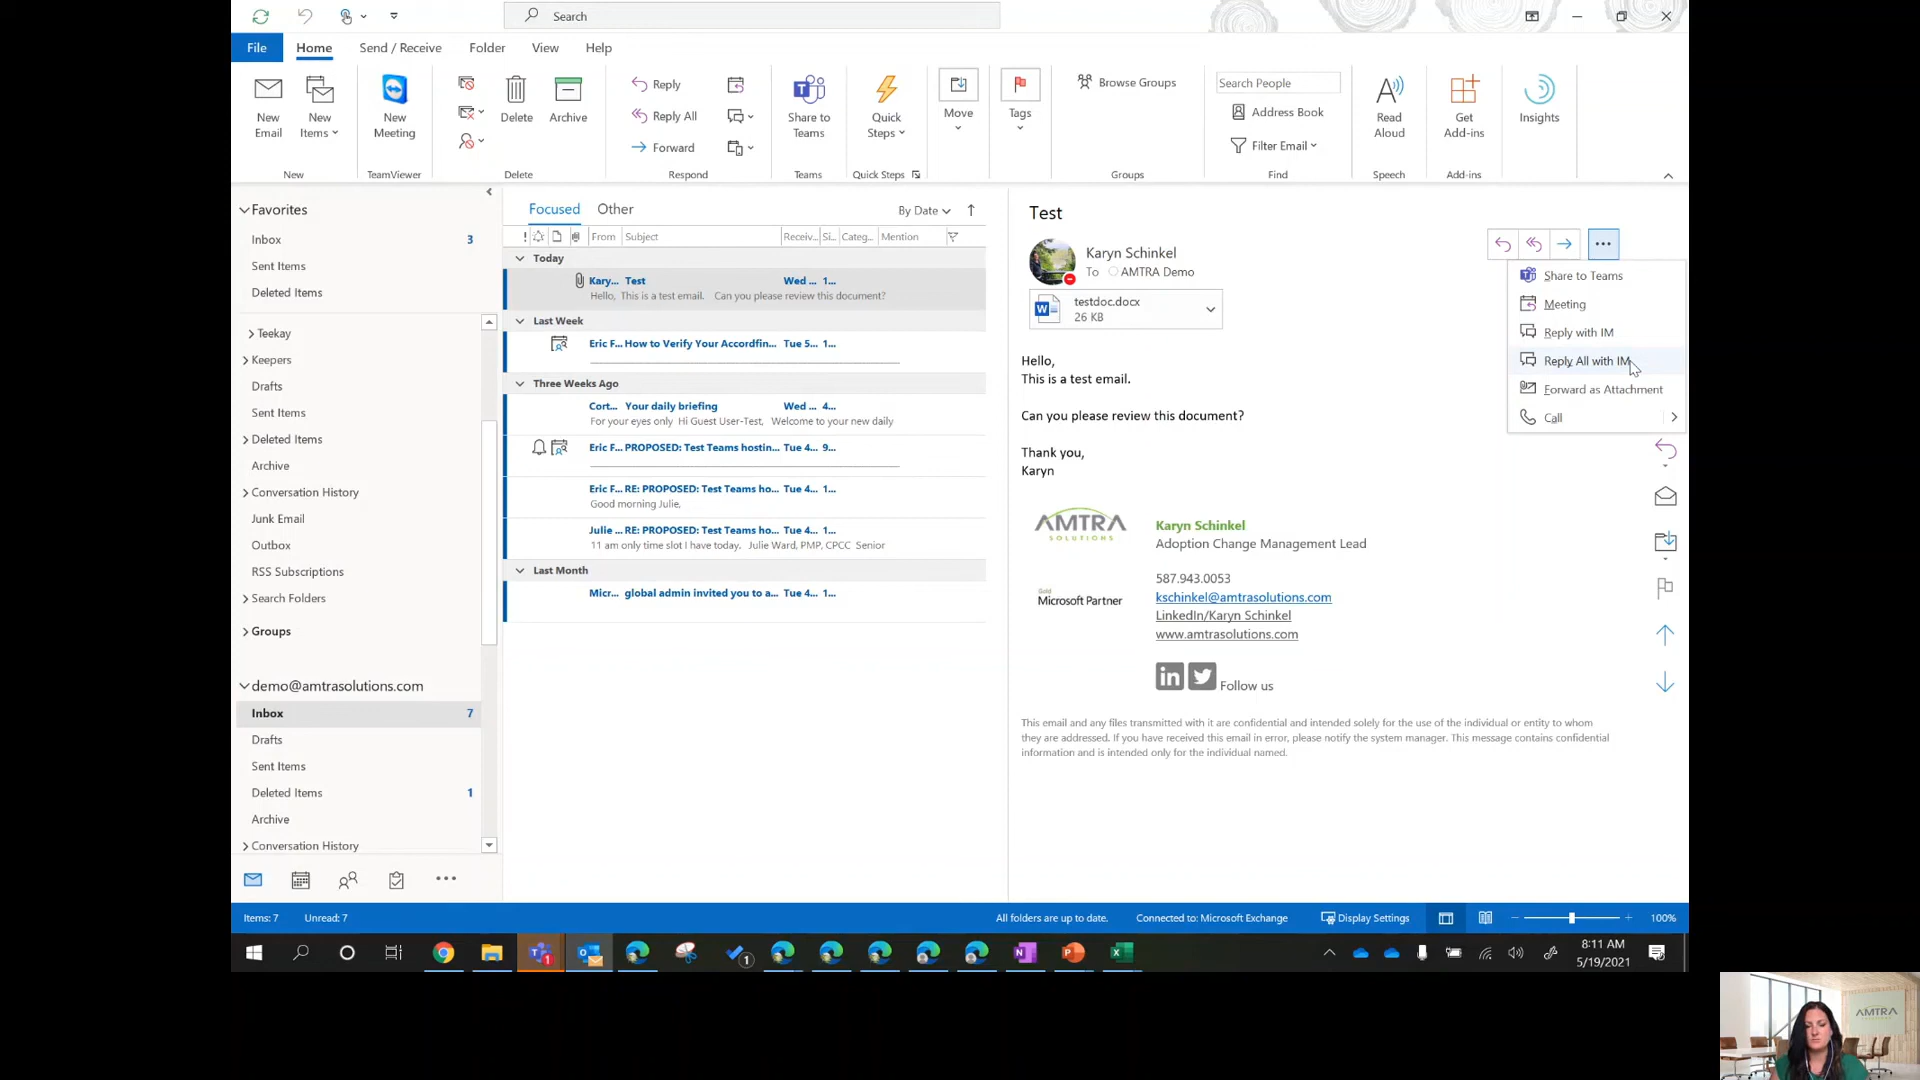 Search
File Home Send / Receive Folder View Help
New Email
New Items
New Meeting
Delete
Archive
Reply
Reply All
Forward
Share to Teams
Quick Steps
Move
Tags
Browse Groups
Search People
Address Book
Filter Email
Read Aloud
Get Add-ins
Insights
New TeamViewer Delete Respond Teams Quick Steps Groups Find Speech Add-ins
Favorites
Inbox 3
Sent Items
Deleted Items
Teekay
Keepers
Drafts
Sent Items
Deleted Items
Archive
Conversation History
Junk Email
Outbox
RSS Subscriptions
Search Folders
Groups
demo@amtrasolutions.com
Inbox 7
Drafts
Sent Items
Deleted Items 1
Archive
Conversation History
Focused Other By Date
! From Subject Receiv... Si... Categ... Mention
Today
Kary... Test Wed ... 1...
Hello, This is a test email. Can you please review this document?
Last Week
Eric F... How to Verify Your Accordfin... Tue 5... 1...
Three Weeks Ago
Cort... Your daily briefing Wed ... 4...
For your eyes only Hi Guest User-Test, Welcome to your new daily
Eric F... PROPOSED: Test Teams hostin... Tue 4... 9...
Eric F... RE: PROPOSED: Test Teams ho... Tue 4... 1...
Good morning Julie,
Julie ... RE: PROPOSED: Test Teams ho... Tue 4... 1...
11 am only time slot I have today. Julie Ward, PMP, CPCC Senior
Last Month
Micr... global admin invited you to a... Tue 4... 1...
Test
Karyn Schinkel
To AMTRA Demo
testdoc.docx
26 KB
Share to Teams
Meeting
Reply with IM
Reply All with IM
Forward as Attachment
Call
Hello,
This is a test email.
Can you please review this document?
Thank you,
Karyn
AMTRA
SOLUTIONS
Gold
Microsoft Partner
Karyn Schinkel
Adoption Change Management Lead
587.943.0053
kschinkel@amtrasolutions.com
LinkedIn/Karyn Schinkel
www.amtrasolutions.com
in Follow us
This email and any files transmitted with it are confidential and intended solely for the use of the individual or entity to whom
they are addressed. If you have received this email in error, please notify the system manager. This message contains confidential
information and is intended only for the individual named.
Items: 7 Unread: 7 All folders are up to date. Connected to: Microsoft Exchange Display Settings 100%
8:11 AM
5/19/2021
AMTRA